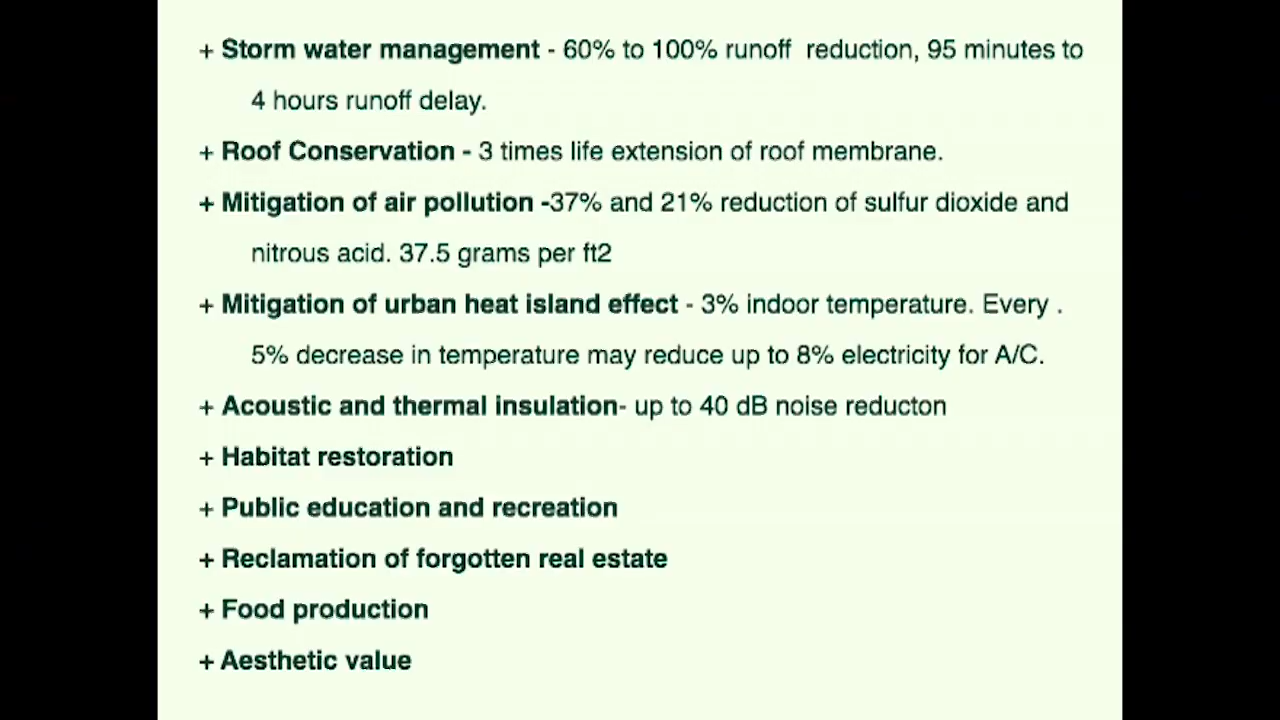 + Storm water management - 60% to 100% runoff  reduction, 95 minutes to
4 hours runoff delay.
+ Roof Conservation - 3 times life extension of roof membrane.
+ Mitigation of air pollution -37% and 21% reduction of sulfur dioxide and
nitrous acid. 37.5 grams per ft2
+ Mitigation of urban heat island effect - 3% indoor temperature. Every .
5% decrease in temperature may reduce up to 8% electricity for A/C.
+ Acoustic and thermal insulation- up to 40 dB noise reducton
+ Habitat restoration
+ Public education and recreation
+ Reclamation of forgotten real estate
+ Food production
+ Aesthetic value